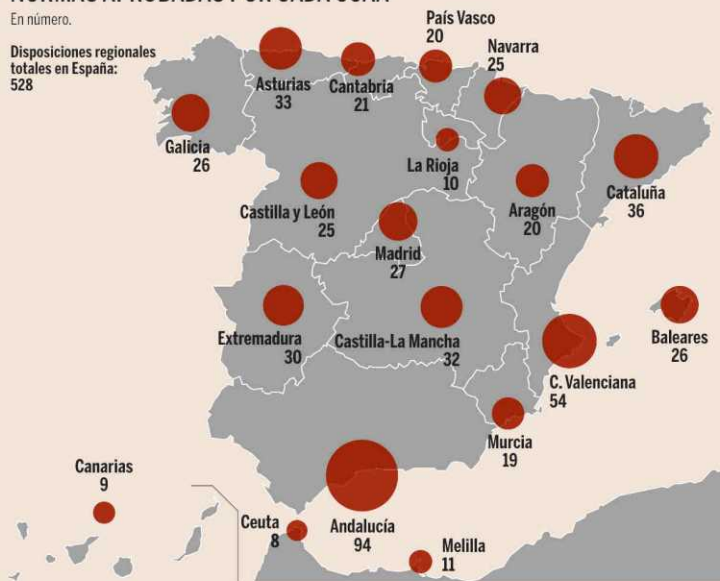 En número.
Disposiciones regionales
totales en España:
528
País Vasco
20
Navarra
25
Asturias
33
Cantabria
21
Galicia
26
La Rioja
10
Cataluña
36
Castilla y León
25
Aragón
20
Madrid
27
Extremadura
30
Castilla-La Mancha
32
Baleares
26
C. Valenciana
54
Murcia
19
Canarias
9
Ceuta
8
Andalucía
94
Melilla
11